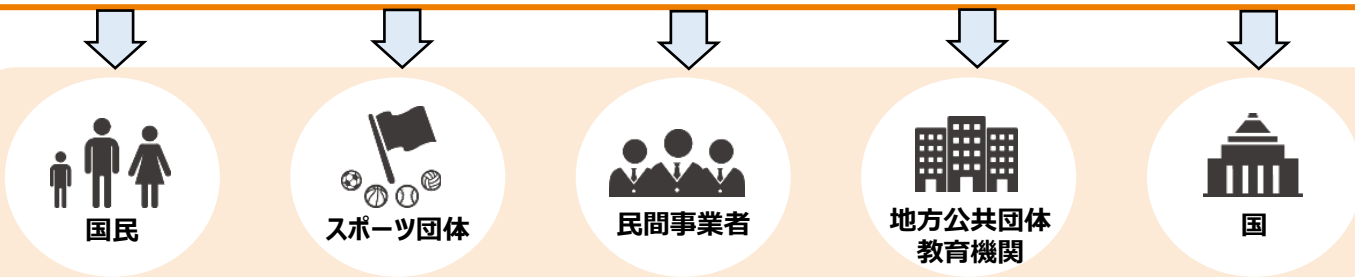 国民
スポーツ団体
民間事業者
地方公共団体
教育機関
国